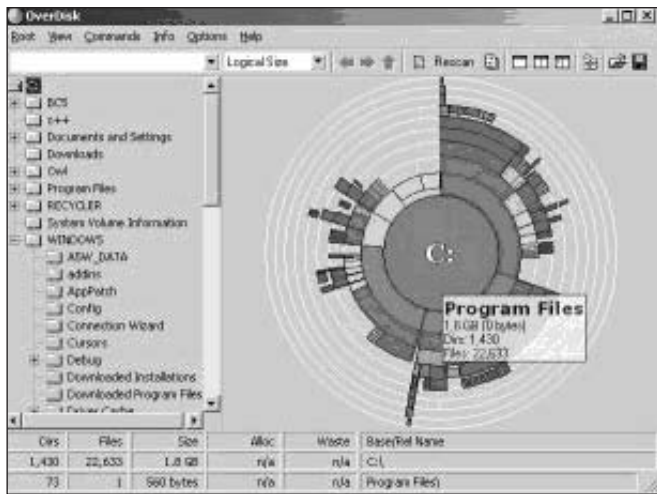 OverDisk
Root View Commands Info Options Help
Logical Size Rescan
C:\
BCS
c++
Documents and Settings
Downloads
Owl
Program Files
RECYCLER
System Volume Information
WINDOWS
ASW_DATA
addins
AppPatch
Config
Connection Wizard
Cursors
Debug
Downloaded Installations
Downloaded Program Files
Driver Cache
C:
Program Files
1.8 GB (0 bytes)
Dirs: 1,430
Files: 22,633
Dirs Files Size Alloc Waste Base/Rel Name
1,430 22,633 1.8 GB n/a n/a C:\
73 1 560 bytes n/a n/a Program Files\